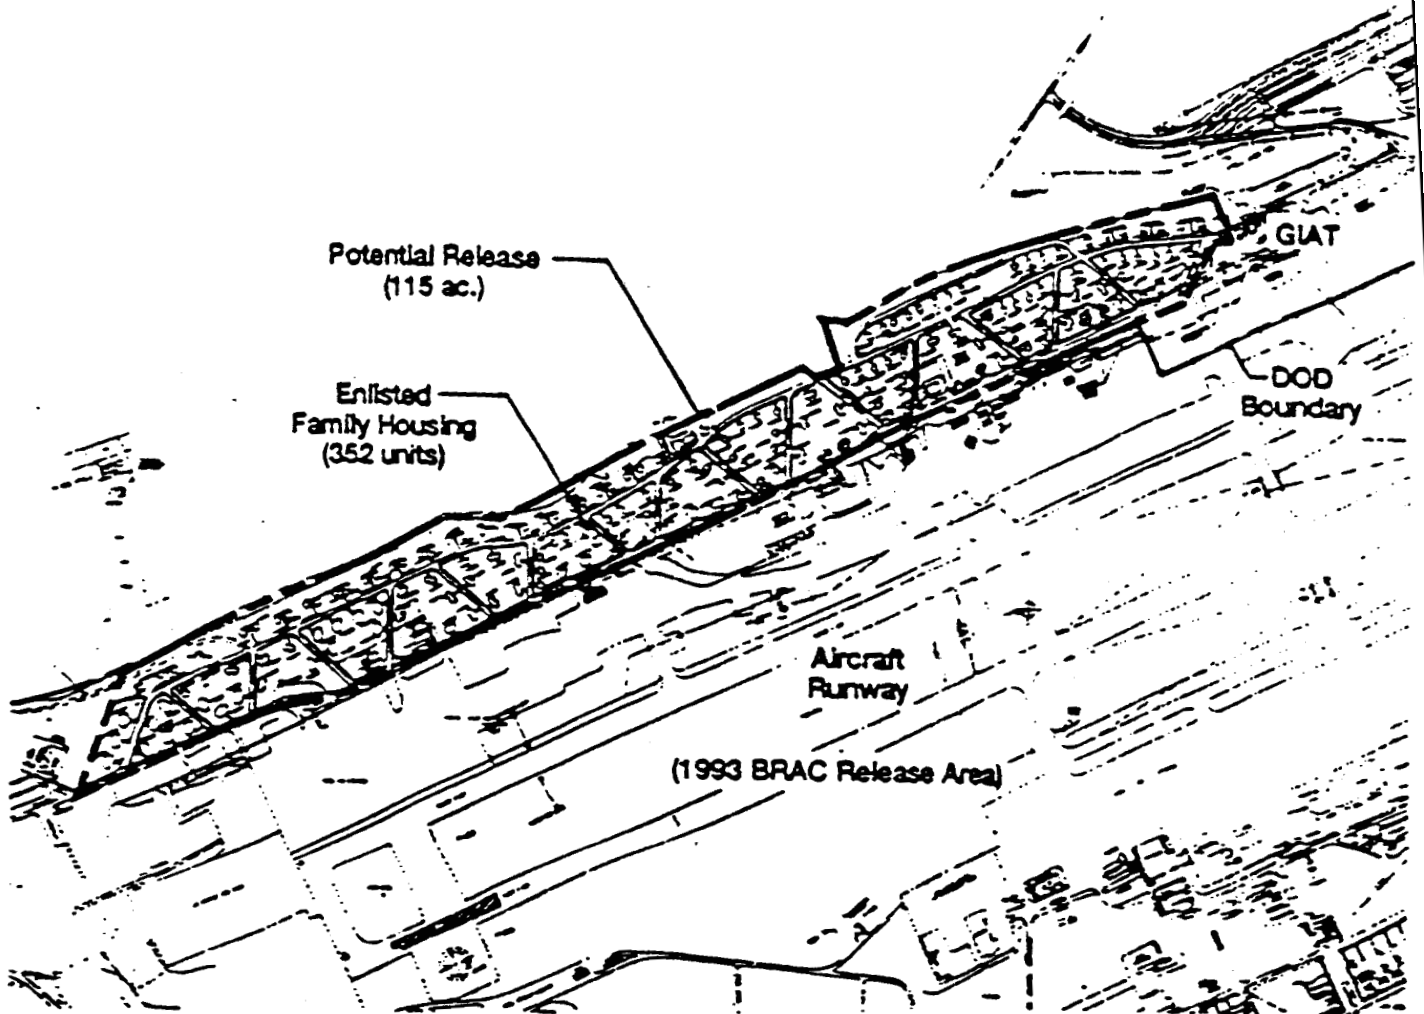 GIAT
Potential Release
(115 ac.)
Enlisted
Family Housing
(352 units)
DOD
Boundary
Aircraft
Runway
(1993 BRAC Release Area)